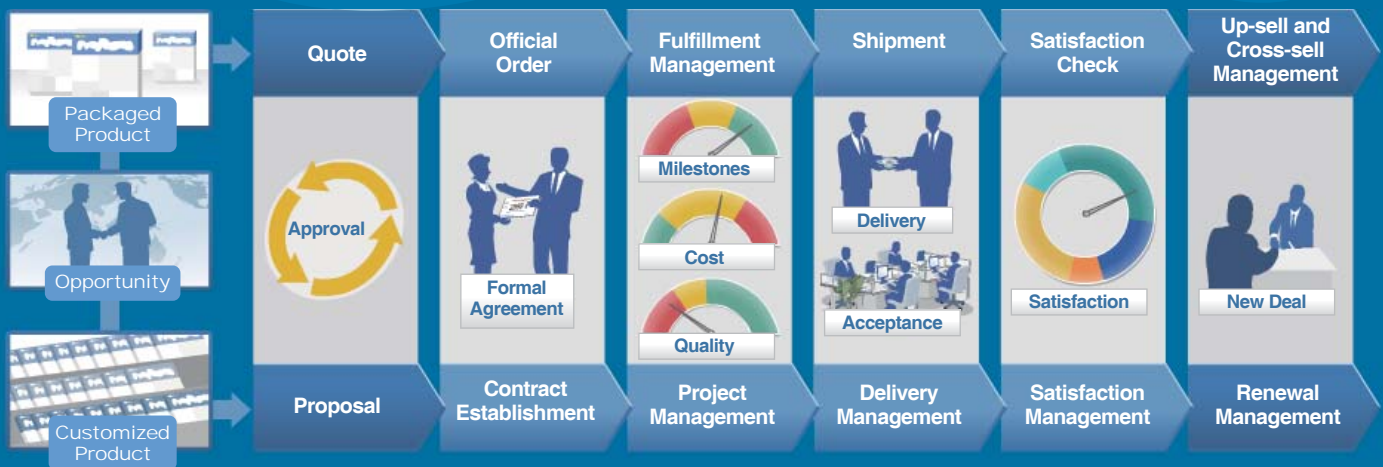 Packaged
Product
Opportunity
Customized
Product
Quote
Official
Order
Fulfillment
Management
Shipment
Satisfaction
Check
Up-sell and
Cross-sell
Management
Approval
Formal
Agreement
Milestones
Cost
Quality
Delivery
Acceptance
Satisfaction
New Deal
Proposal
Contract
Establishment
Project
Management
Delivery
Management
Satisfaction
Management
Renewal
Management